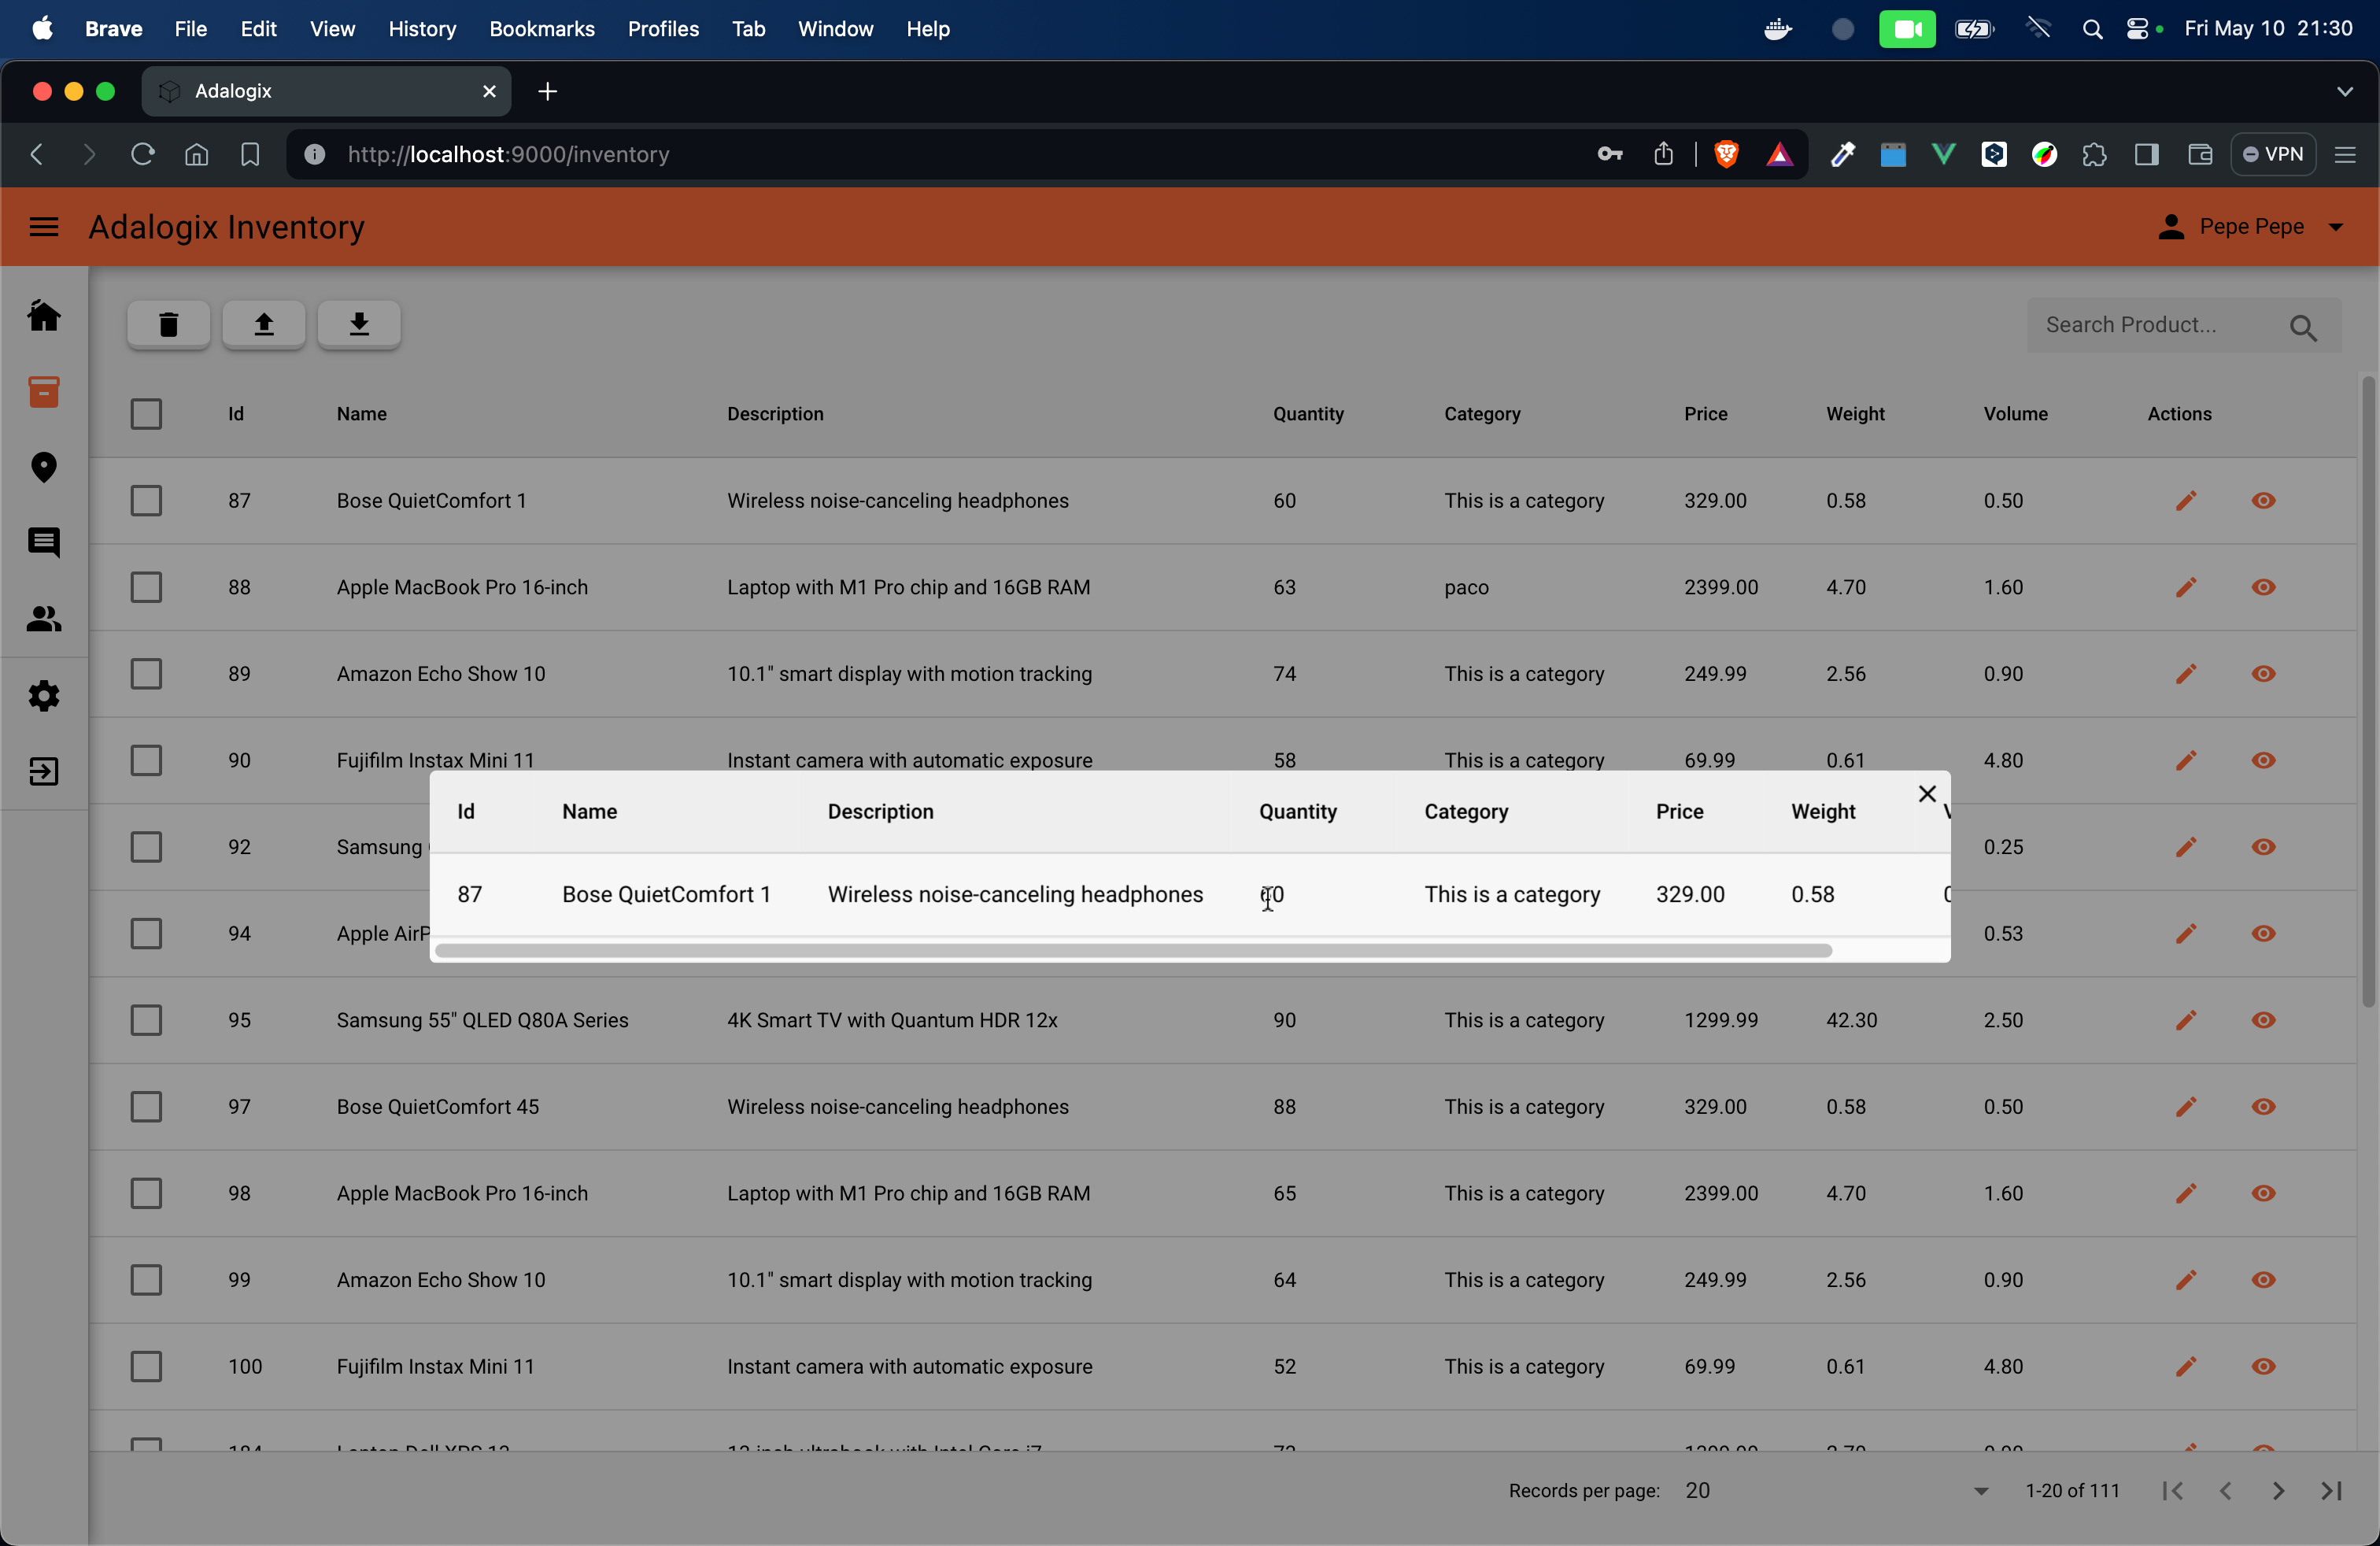 Brave File Edit View History Bookmarks Profiles Tab Window Help Fri May 10 21:30
Adalogix
http://localhost:9000/inventory VPN
Adalogix Inventory Pepe Pepe
Search Product...
Id Name Description Quantity Category Price Weight Volume Actions
87 Bose QuietComfort 1 Wireless noise-canceling headphones 60 This is a category 329.00 0.58 0.50
88 Apple MacBook Pro 16-inch Laptop with M1 Pro chip and 16GB RAM 63 paco 2399.00 4.70 1.60
89 Amazon Echo Show 10 10.1" smart display with motion tracking 74 This is a category 249.99 2.56 0.90
90 Fujifilm Instax Mini 11 Instant camera with automatic exposure 58 This is a category 69.99 0.61 4.80
Id Name Description Quantity Category Price Weight
92 Samsung 0.25
87 Bose QuietComfort 1 Wireless noise-canceling headphones This is a category 329.00 0.58
94 Apple 0.53
95 Samsung 55" QLED Q80A Series 4K Smart TV with Quantum HDR 12x 90 This is a category 1299.99 42.30 2.50
97 Bose QuietComfort 45 Wireless noise-canceling headphones 88 This is a category 329.00 0.58 0.50
98 Apple MacBook Pro 16-inch Laptop with M1 Pro chip and 16GB RAM 65 This is a category 2399.00 4.70 1.60
99 Amazon Echo Show 10 10.1" smart display with motion tracking 64 This is a category 249.99 2.56 0.90
100 Fujifilm Instax Mini 11 Instant camera with automatic exposure 52 This is a category 69.99 0.61 4.80
Records per page: 20 1-20 of 111